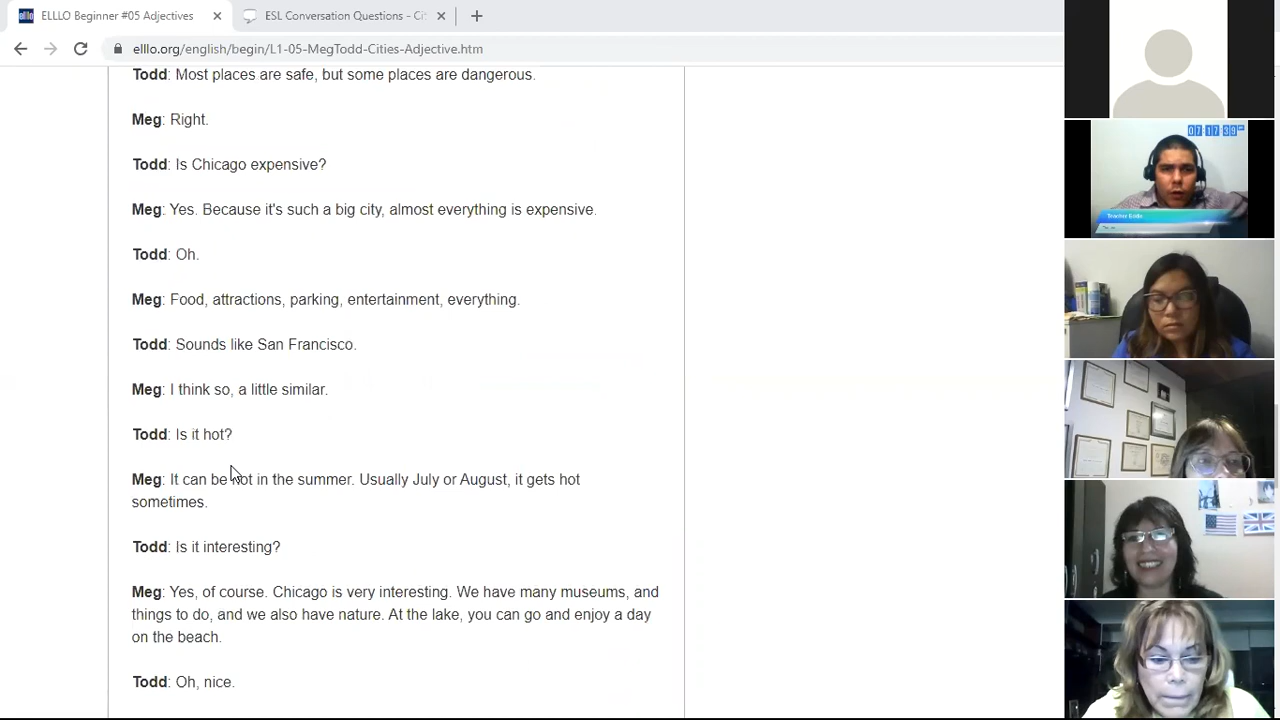 ELLLO Beginner #05 Adjectives
ESL Conversation Questions - Ci
elllo.org/english/begin/L1-05-MegTodd-Cities-Adjective.htm
Todd: Most places are safe, but some places are dangerous.
Meg: Right.
Todd: Is Chicago expensive?
Meg: Yes. Because it's such a big city, almost everything is expensive.
Todd: Oh.
Meg: Food, attractions, parking, entertainment, everything.
Todd: Sounds like San Francisco.
Meg: I think so, a little similar.
Todd: Is it hot?
Meg: It can be hot in the summer. Usually July or August, it gets hot
sometimes.
Todd: Is it interesting?
Meg: Yes, of course. Chicago is very interesting. We have many museums, and
things to do, and we also have nature. At the lake, you can go and enjoy a day
on the beach.
Todd: Oh, nice.
07:17:39
Teacher